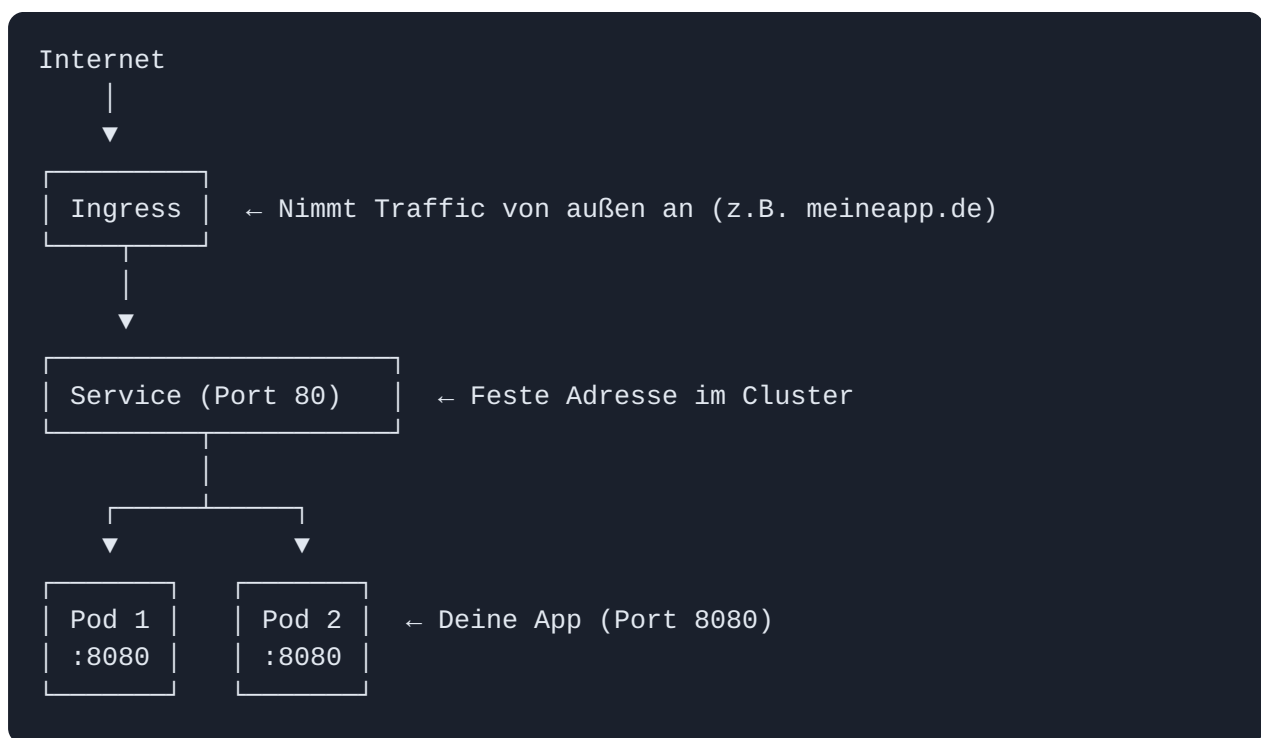 Internet
Ingress ← Nimmt Traffic von außen an (z.B. meineapp.de)
Service (Port 80) ← Feste Adresse im Cluster
Pod 1 Pod 2 ← Deine App (Port 8080)
:8080 :8080